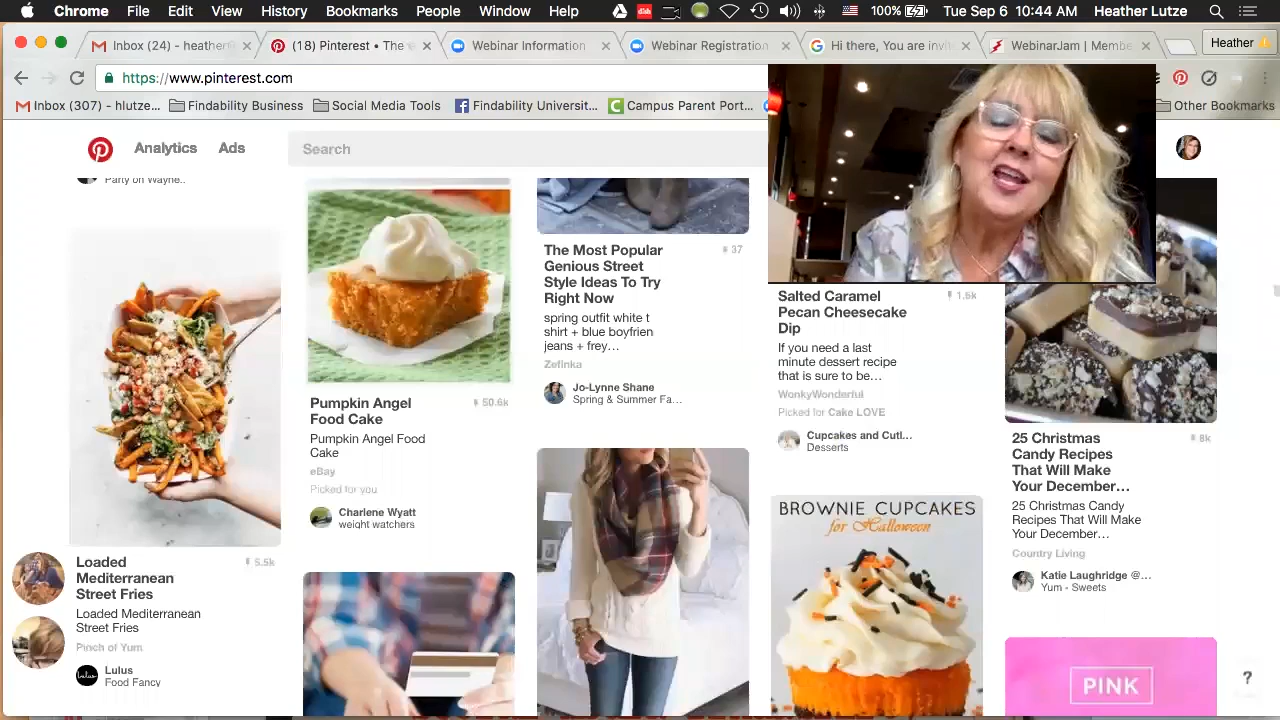 Chrome File Edit View History Bookmarks People Window Help 100% Tue Sep 6 10:44 AM Heather Lutze
Inbox (24) - heather (18) Pinterest • The Webinar Information Webinar Registration Hi there, You are invit WebinarJam | Membe Heather
https://www.pinterest.com
Inbox (307) - hlutze... Findability Business Social Media Tools Findability Universit... Campus Parent Port... Other Bookmarks
Analytics Ads Search
Party on Wayne..
Loaded
Mediterranean
Street Fries
5.5k
Loaded Mediterranean
Street Fries
Pinch of Yum
Lulus
Food Fancy
Pumpkin Angel
Food Cake
50.6k
Pumpkin Angel Food
Cake
eBay
Picked for you
Charlene Wyatt
weight watchers
The Most Popular
Genious Street
Style Ideas To Try
Right Now
37
spring outfit white t
shirt + blue boyfrien
jeans + frey…
Zefinka
Jo-Lynne Shane
Spring & Summer Fa…
Salted Caramel
Pecan Cheesecake
Dip
1.5k
If you need a last
minute dessert recipe
that is sure to be…
WonkyWonderful
Picked for Cake LOVE
Cupcakes and Cutl…
Desserts
BROWNIE CUPCAKES
for Halloween
25 Christmas
Candy Recipes
That Will Make
Your December…
8k
25 Christmas Candy
Recipes That Will Make
Your December…
Country Living
Katie Laughridge @…
Yum - Sweets
PINK
?